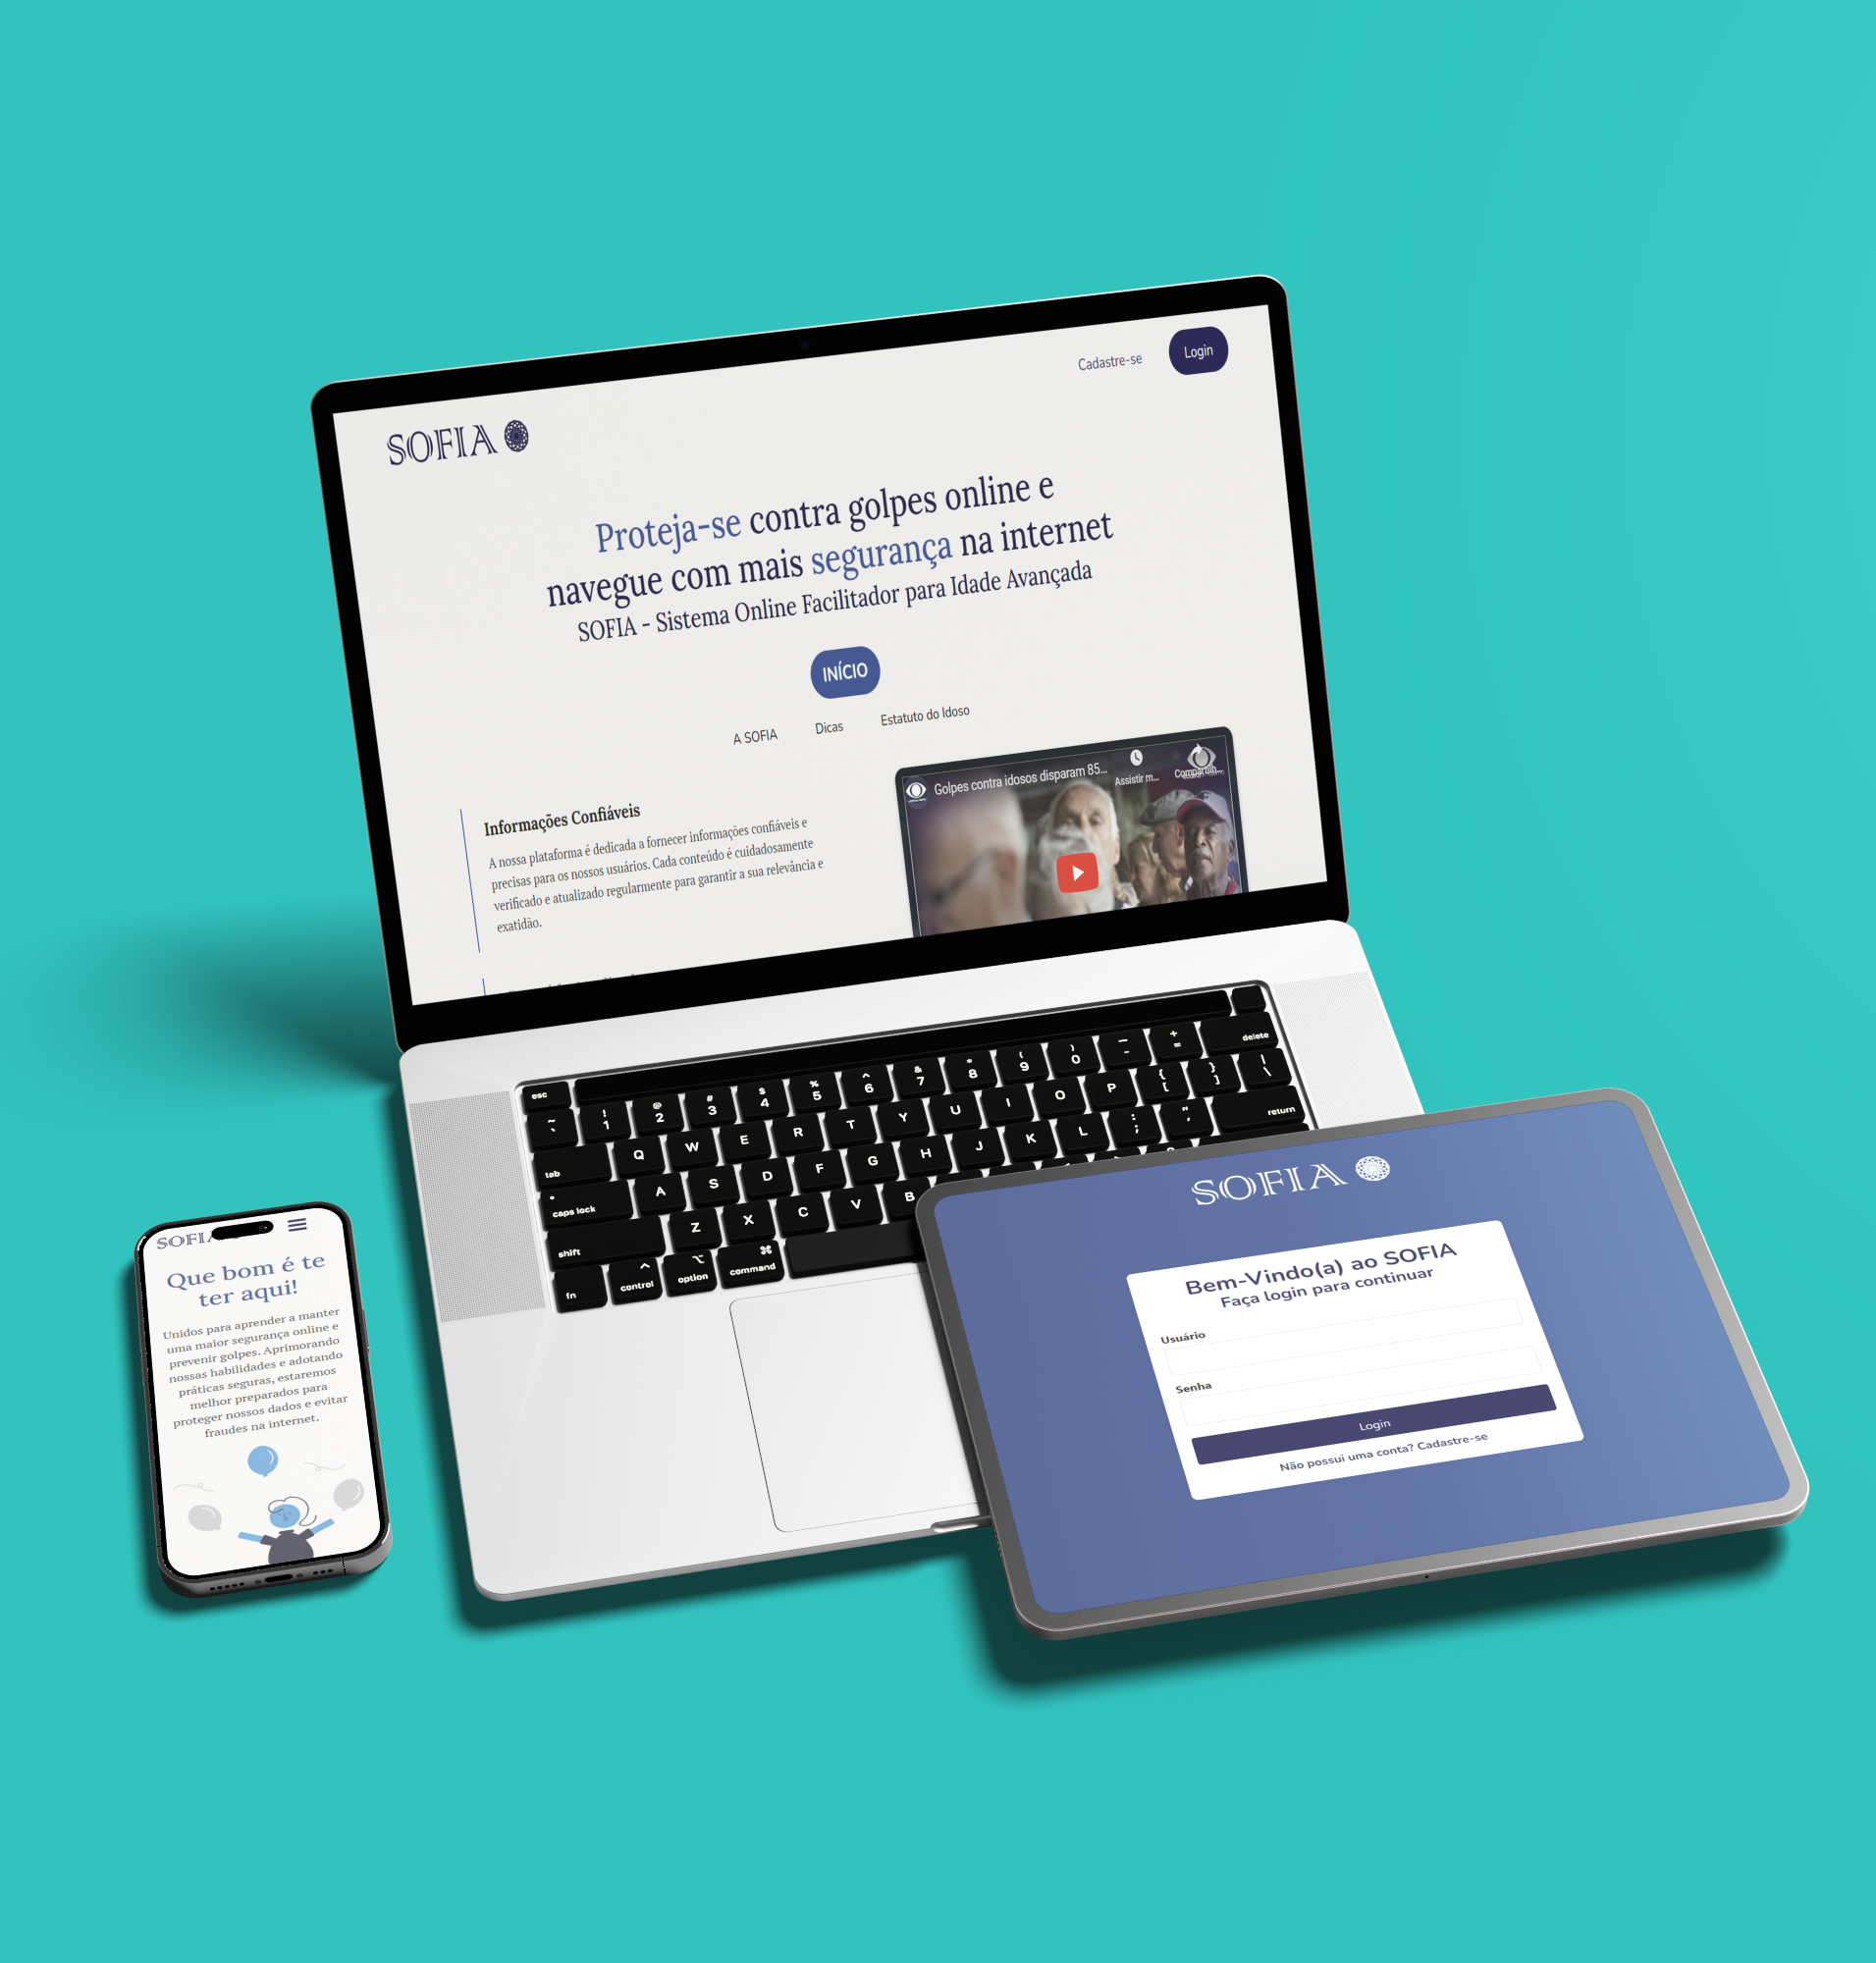 Cadastre-se
Login
SOFIA
Proteja-se contra golpes online e
navegue com mais segurança na internet
SOFIA - Sistema Online Facilitador para Idade Avançada
INÍCIO
A SOFIA
Dicas
Estatuto do Idoso
Golpes contra idosos disparam 85...
Assistir m...
Compartilh...
Informações Confiáveis
A nossa plataforma é dedicada a fornecer informações confiáveis e
precisas para os nossos usuários. Cada conteúdo é cuidadosamente
verificado e atualizado regularmente para garantir a sua relevância e
exatidão.
esc
~ ! @ # $ % ^ & * ( ) — +
` 1 2 3 4 5 6 7 8 9 0 - =
delete
tab
Q W E R T Y U I O P { } |
[ ] \
caps lock
A S D F G H J K L : "
; '
return
shift
Z X C V B
fn
control
option
command
SOFIA
Bem-Vindo(a) ao SOFIA
Faça login para continuar
Usuário
Senha
Login
Não possui uma conta? Cadastre-se
SOFIA
Que bom é te
ter aqui!
Unidos para aprender a manter
uma maior segurança online e
prevenir golpes. Aprimorando
nossas habilidades e adotando
práticas seguras, estaremos
melhor preparados para
proteger nossos dados e evitar
fraudes na internet.